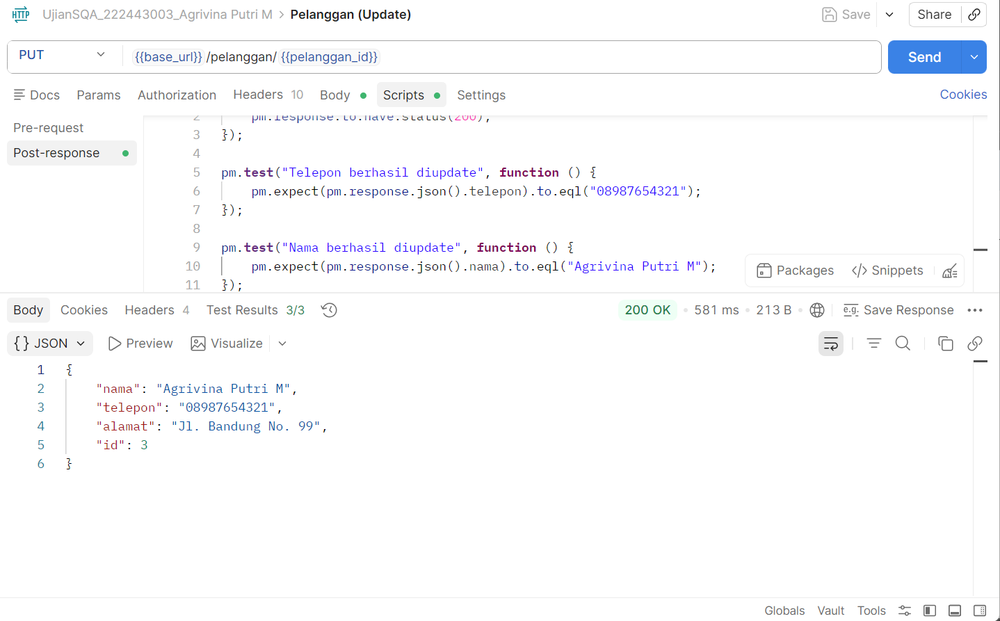 HTTP UjianSQA_222443003_Agrivina Putri M > Pelanggan (Update) Save Share
PUT {{base_url}} /pelanggan/ {{pelanggan_id}} Send
Docs Params Authorization Headers 10 Body Scripts Settings Cookies
Pre-request
Post-response
2 pm.response.to.have.status(200);
3 });
4
5 pm.test("Telepon berhasil diupdate", function () {
6 pm.expect(pm.response.json().telepon).to.eql("08987654321");
7 });
8
9 pm.test("Nama berhasil diupdate", function () {
10 pm.expect(pm.response.json().nama).to.eql("Agrivina Putri M");
11 });
Packages </> Snippets
Body Cookies Headers 4 Test Results 3/3 200 OK 581 ms 213 B e.g. Save Response
{} JSON Preview Visualize
1 {
2 "nama": "Agrivina Putri M",
3 "telepon": "08987654321",
4 "alamat": "Jl. Bandung No. 99",
5 "id": 3
6 }
Globals Vault Tools